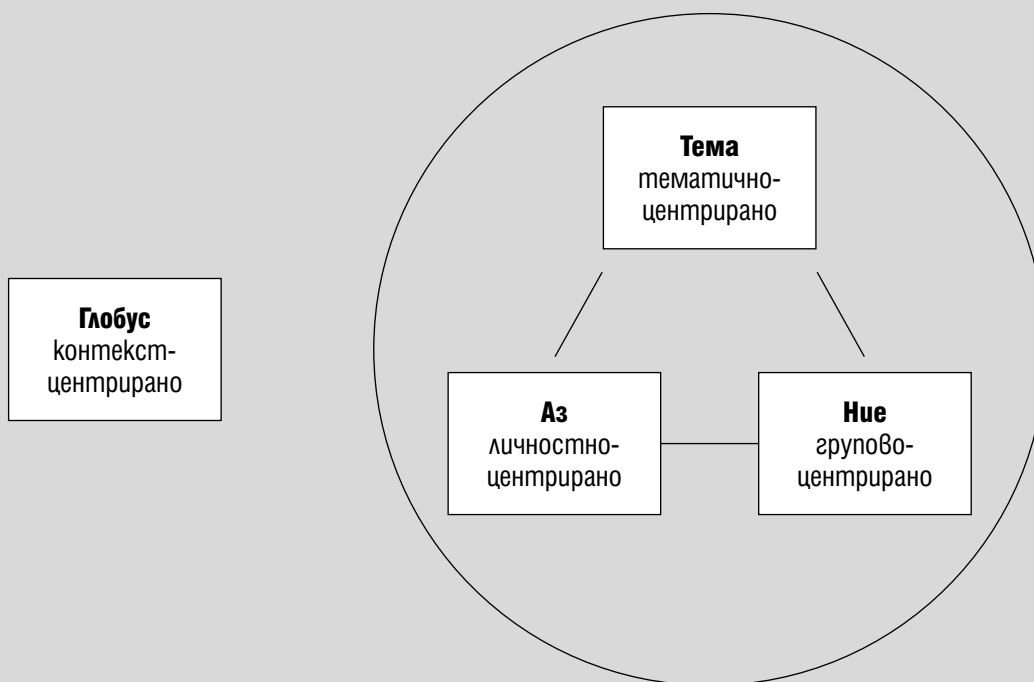 Тема
тематично-
центрирано
Глобус
контекст-
центрирано
Аз
личностно-
центрирано
Ние
групово-
центрирано